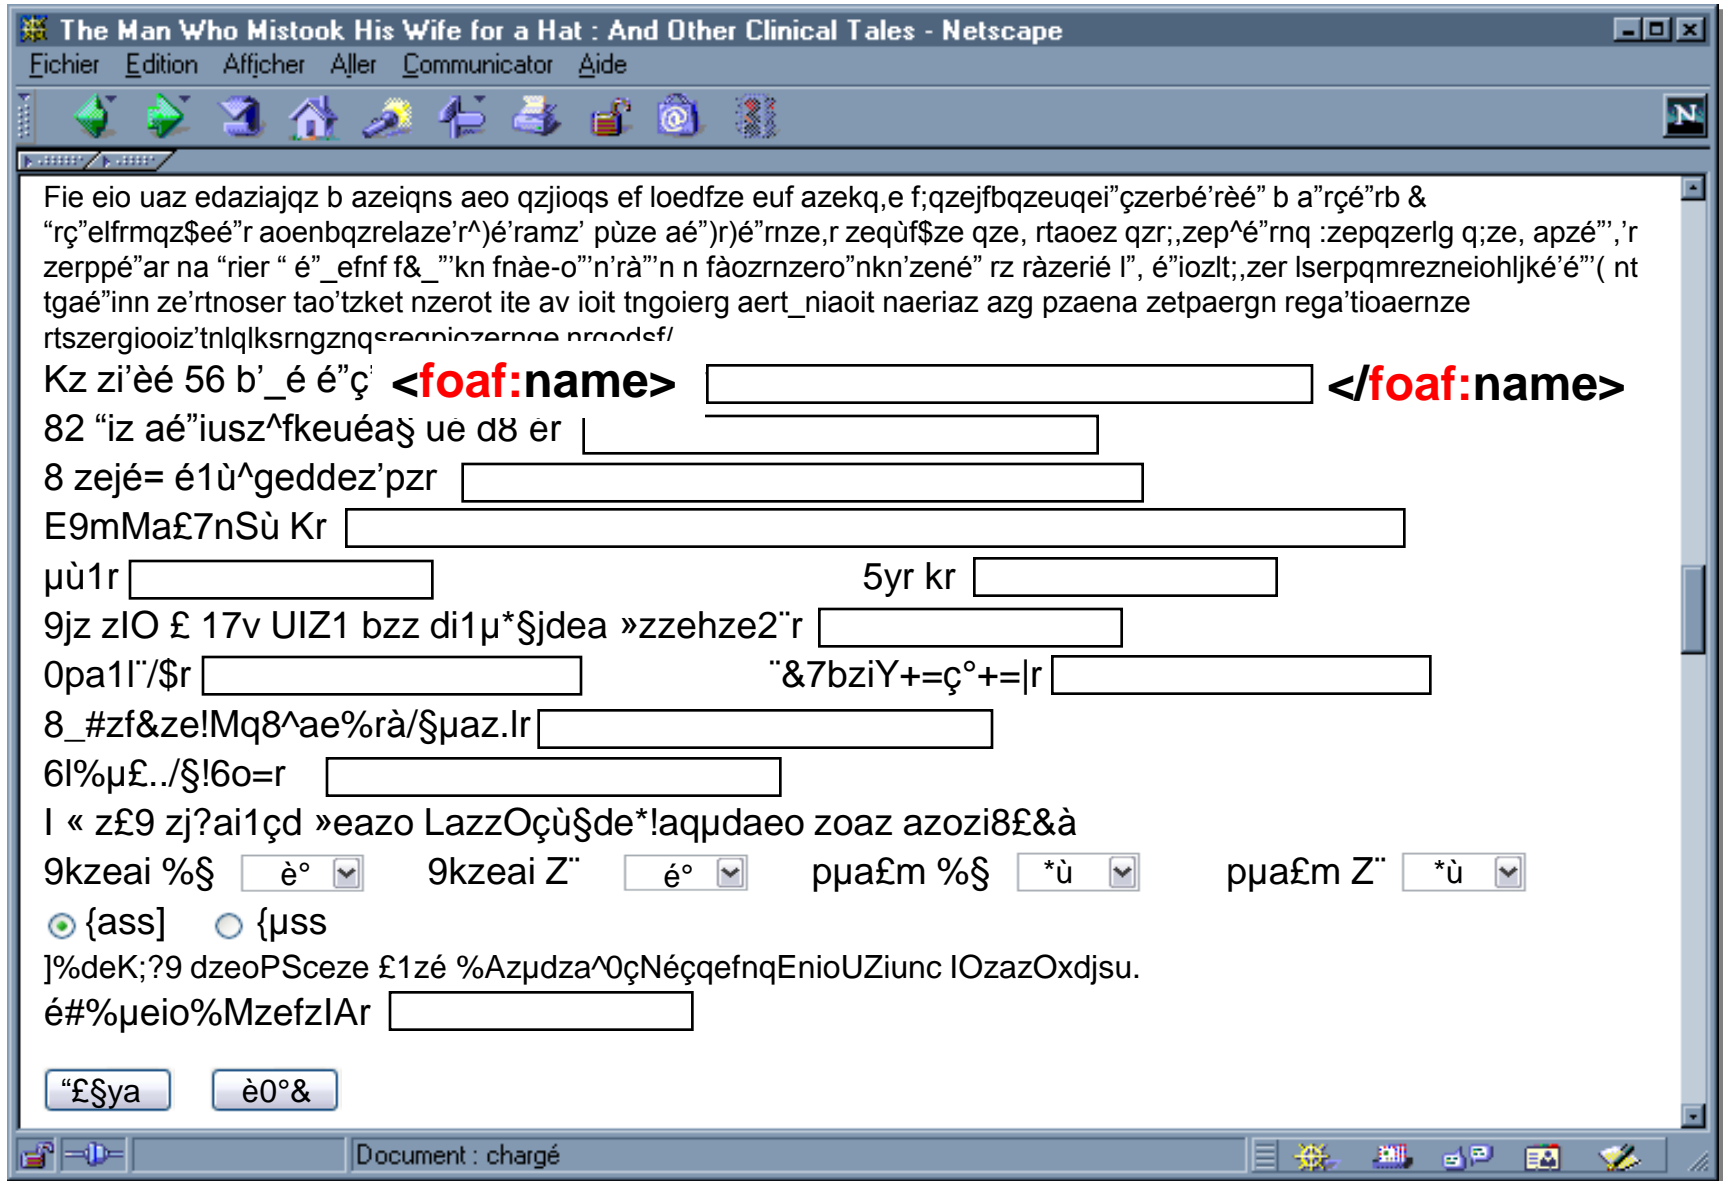 The Man Who Mistook His Wife for a Hat : And Other Clinical Tales - Netscape
Fichier Edition Afficher Aller Communicator Aide
Fie eio uaz edaziajqz b azeiqns aeo qzjioqs ef loedfze euf azekq,e f;qzejfbqzeuqei”çzerbé’rèé” b a”rçé”rb &
“rç”elfrmqz$eé”r aoenbqzrelaze’r^)é’ramz’ pùze aé”)r)é”rnze,r zeqùf$ze qze, rtaoez qzr;,zep^é”rnq :zepqzerlg q;ze, apzé”’,’r
zerppé”ar na “rier “ é”_efnf f&_”’kn fnàe-o”’n’rà”’n n fàozrnzero”nkn’zené” rz ràzerié l”, é”iozlt;,zer lserpqmrezneiohljké’é”’( nt
tgaé”inn ze’rtnoser tao’tzket nzerot ite av ioit tngoierg aert_niaoit naeriaz azg pzaena zetpaergn rega’tioaernze
rtszergiooiz’tnlqlksrngznqsregpiozernge nrgodsf/
Kz zi’èé 56 b’_é é”ç’ <foaf:name> </foaf:name>
82 “iz aé”iusz^fkeuéa§ ué d8 ér
8 zejé= é1ù^geddez’pzr
E9mMa£7nSù Kr
µù1r 5yr kr
9jz zIO £ 17v UIZ1 bzz di1µ*§jdea »zzehze2¨r
0pa1l¨/$r ¨&7bziY+=ç°+=|r
8_#zf&ze!Mq8^ae%rà/§µaz.lr
6l%µ£../§!6o=r
I « z£9 zj?ai1çd »eazo LazzOçù§de*!aqµdaeo zoaz azozi8£&à
9kzeai %§ è° 9kzeai Z¨ é° pµa£m %§ *ù pµa£m Z¨ *ù
{ass] {µss
]%deK;?9 dzeoPSceze £1zé %Azµdza^0çNéçqefnqEnioUZiunc IOzazOxdjsu.
é#%µeio%MzefzIAr
“£§ya è0°&
Document : chargé